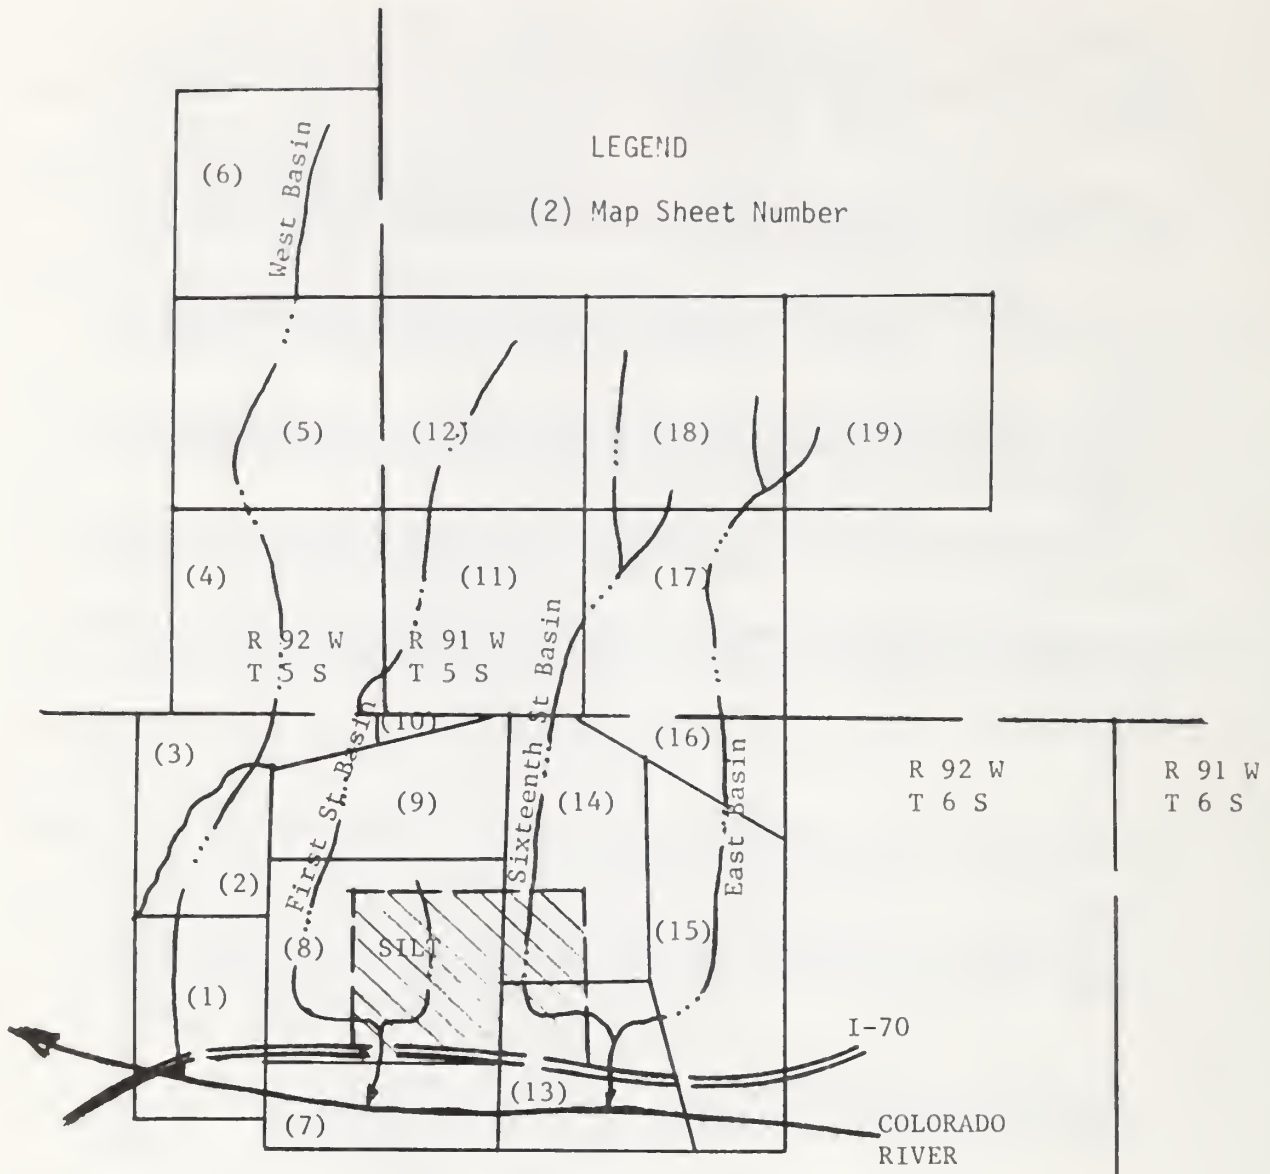 LEGEND
(2) Map Sheet Number
(6)
West Basin
(5)
(12)
(18)
(19)
(4)
(11)
(17)
R 92 W
T 5 S
R 91 W
T 5 S
(10)
(3)
(16)
R 92 W
T 6 S
R 91 W
T 6 S
First St Basin
(9)
Sixteenth St Basin
(14)
East Basin
(2)
(8)
SILT
(15)
(1)
I-70
(13)
(7)
COLORADO
RIVER